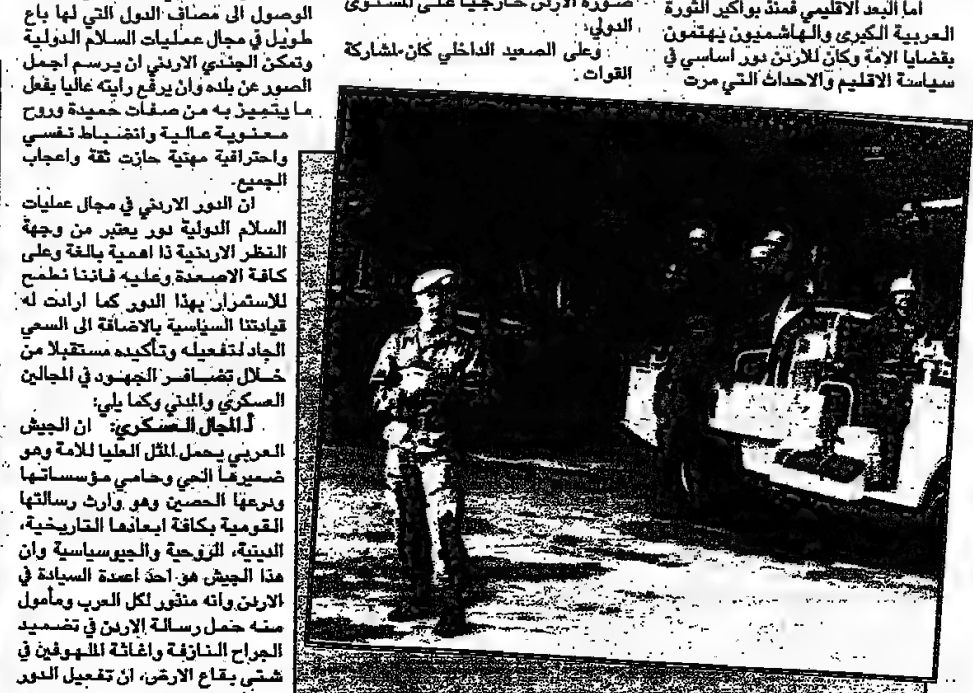 اما البعد الاقليمي فمنذ بواكير الثورة
العربية الكبرى والهاشميون يهتمون
بقضايا الامة وكان للاردن دور اساسي في
سياسة الاقليم والاحداث التي مرت
صورة الاردن خارجيا على المستوى
الدولي.
وعلى الصعيد الداخلي كان لمشاركة
القوات
الوصول الى مصاف الدول التي لها باع
طويل في مجال عمليات السلام الدولية
وتمكن الجندي الاردني ان يرسم اجمل
الصور عن بلده وان يرفع رايته عاليا بفعل
ما يتميز به من صفات حميدة وروح
معنوية عالية وانضباط نفسي
واحترافية مهنية حازت ثقة واعجاب
الجميع.
ان الدور الاردني في مجال عمليات
السلام الدولية دور يعتبر من وجهة
النظر الاردنية ذا اهمية بالغة وعلى
كافة الاصعدة وعليه فاننا نطمح
للاستمرار بهذا الدور كما ارادت له
قيادتنا السياسية بالاضافة الى السعي
الجاد لتفعيله وتأكيده مستقبلا من
خلال تضافر الجهود في المجالين
العسكري والمدني وكما يلي:
أ. المجال العسكري: ان الجيش
العربي يحمل المثل العليا للامة وهو
ضميرها الحي وحامي مؤسساتها
ودرعها الحصين وهو وارث رسالتها
القومية بكافة ابعادها التاريخية،
الدينية، الروحية والجيوسياسية وان
هذا الجيش هو احد اعمدة السيادة في
الاردن وانه منذور لكل العرب ومأمول
منه حمل رسالة الاردن في تضميد
الجراح النازفة واغاثة الملهوفين في
شتى بقاع الارض، ان تفعيل الدور